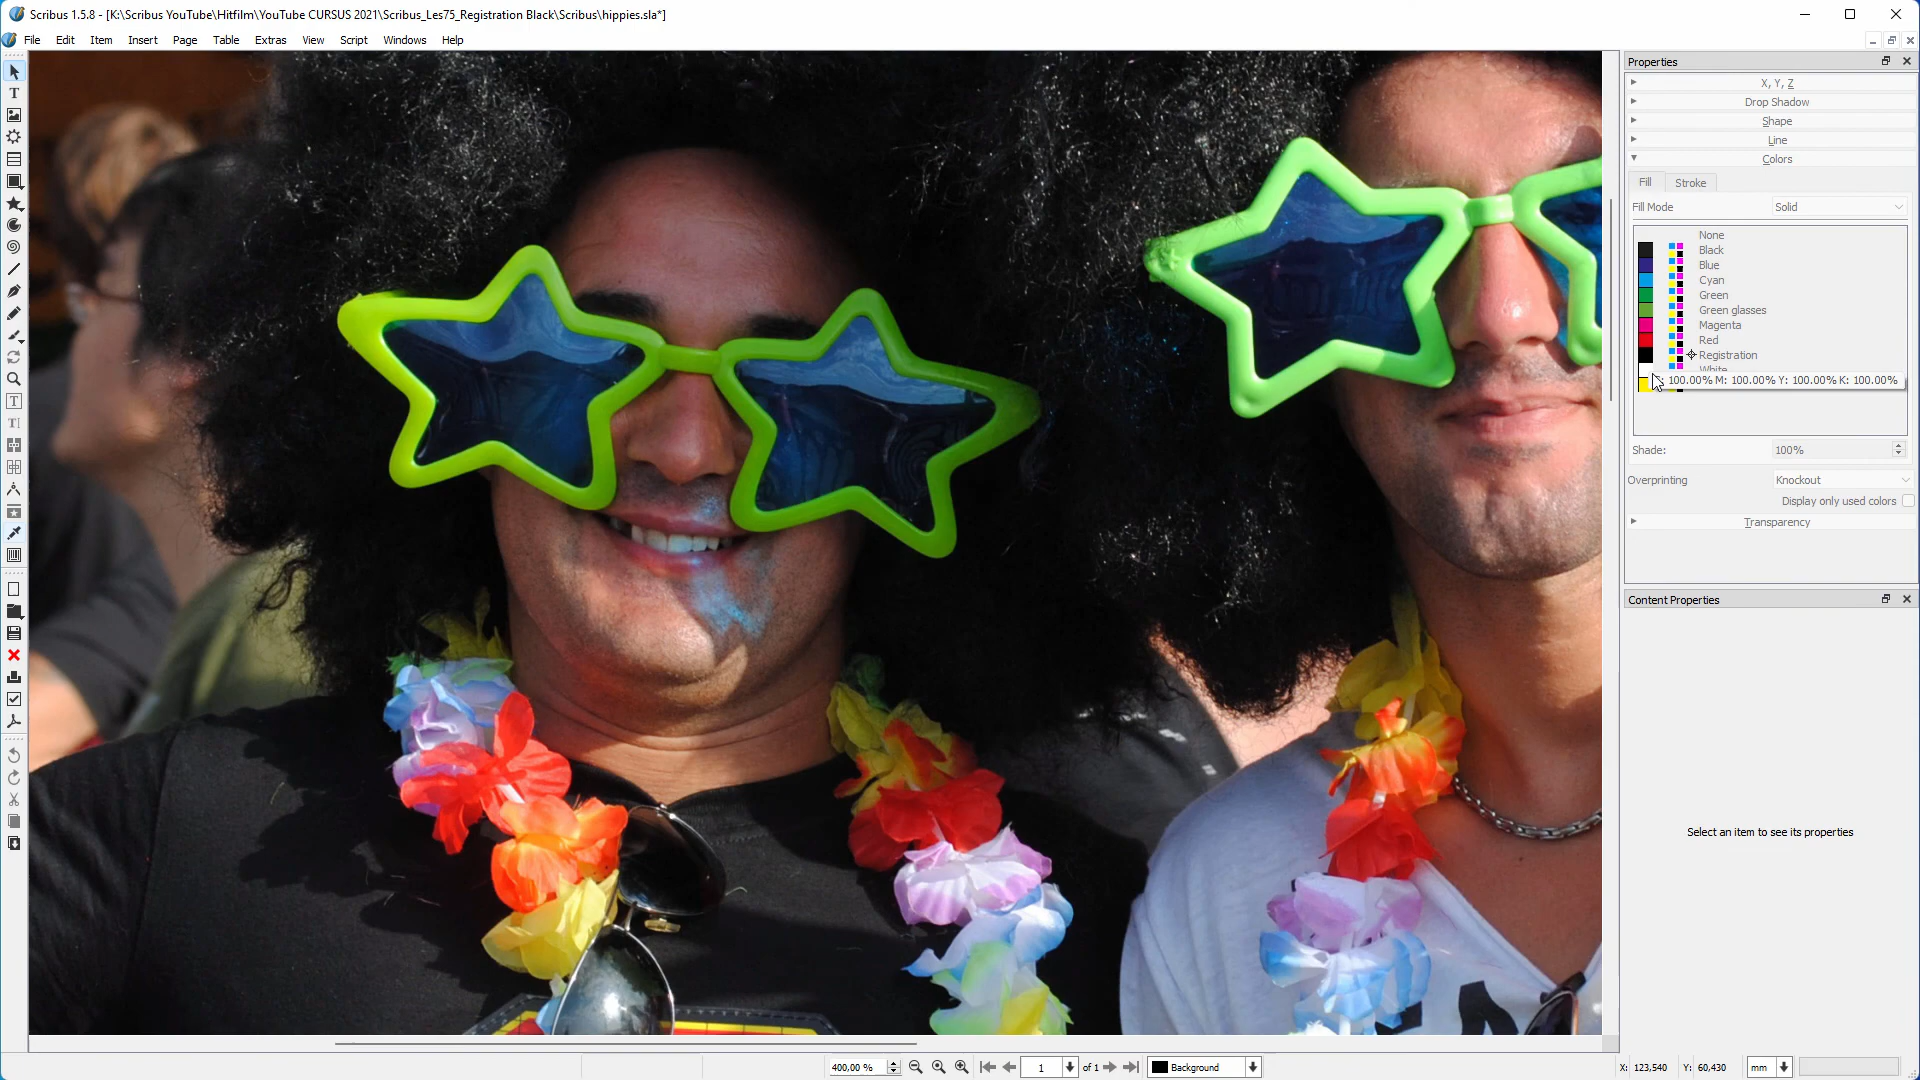 Scribus 1.5.8 - [K:\Scribus YouTube\Hitfilm\YouTube CURSUS 2021\Scribus_Les75_Registration Black\Scribus\hippies.sla*]
File Edit Item Insert Page Table Extras View Script Windows Help
Properties
X, Y, Z
Drop Shadow
Shape
Line
Colors
Fill Stroke
Fill Mode Solid
None
Black
Blue
Cyan
Green
Green glasses
Magenta
Red
Registration
White
100.00% M: 100.00% Y: 100.00% K: 100.00%
Shade: 100%
Overprinting Knockout
Display only used colors
Transparency
Content Properties
Select an item to see its properties
400,00 % 1 of 1 Background X: 123,540 Y: 60,430 mm